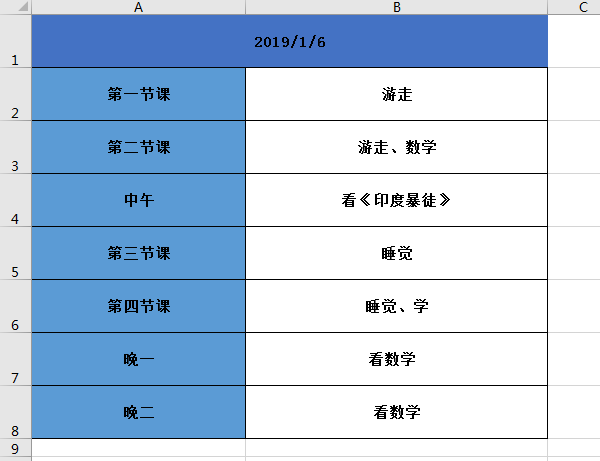 A B C
1 2019/1/6
2 第一节课 游走
3 第二节课 游走、数学
4 中午 看《印度暴徒》
5 第三节课 睡觉
6 第四节课 睡觉、学
7 晚一 看数学
8 晚二 看数学
9